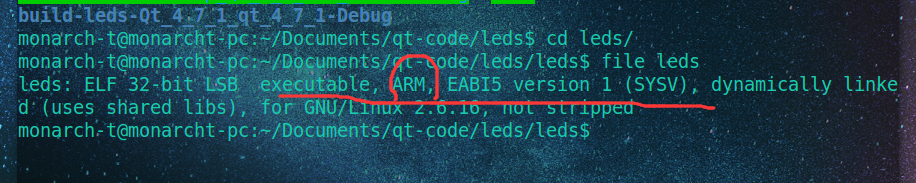 build-leds-Qt_4_7_1_qt_4_7_1-Debug
monarch-t@monarcht-pc:~/Documents/qt-code/leds$ cd leds/
monarch-t@monarcht-pc:~/Documents/qt-code/leds/leds$ file leds
leds: ELF 32-bit LSB  executable, ARM, EABI5 version 1 (SYSV), dynamically linke
d (uses shared libs), for GNU/Linux 2.6.16, not stripped
monarch-t@monarcht-pc:~/Documents/qt-code/leds/leds$